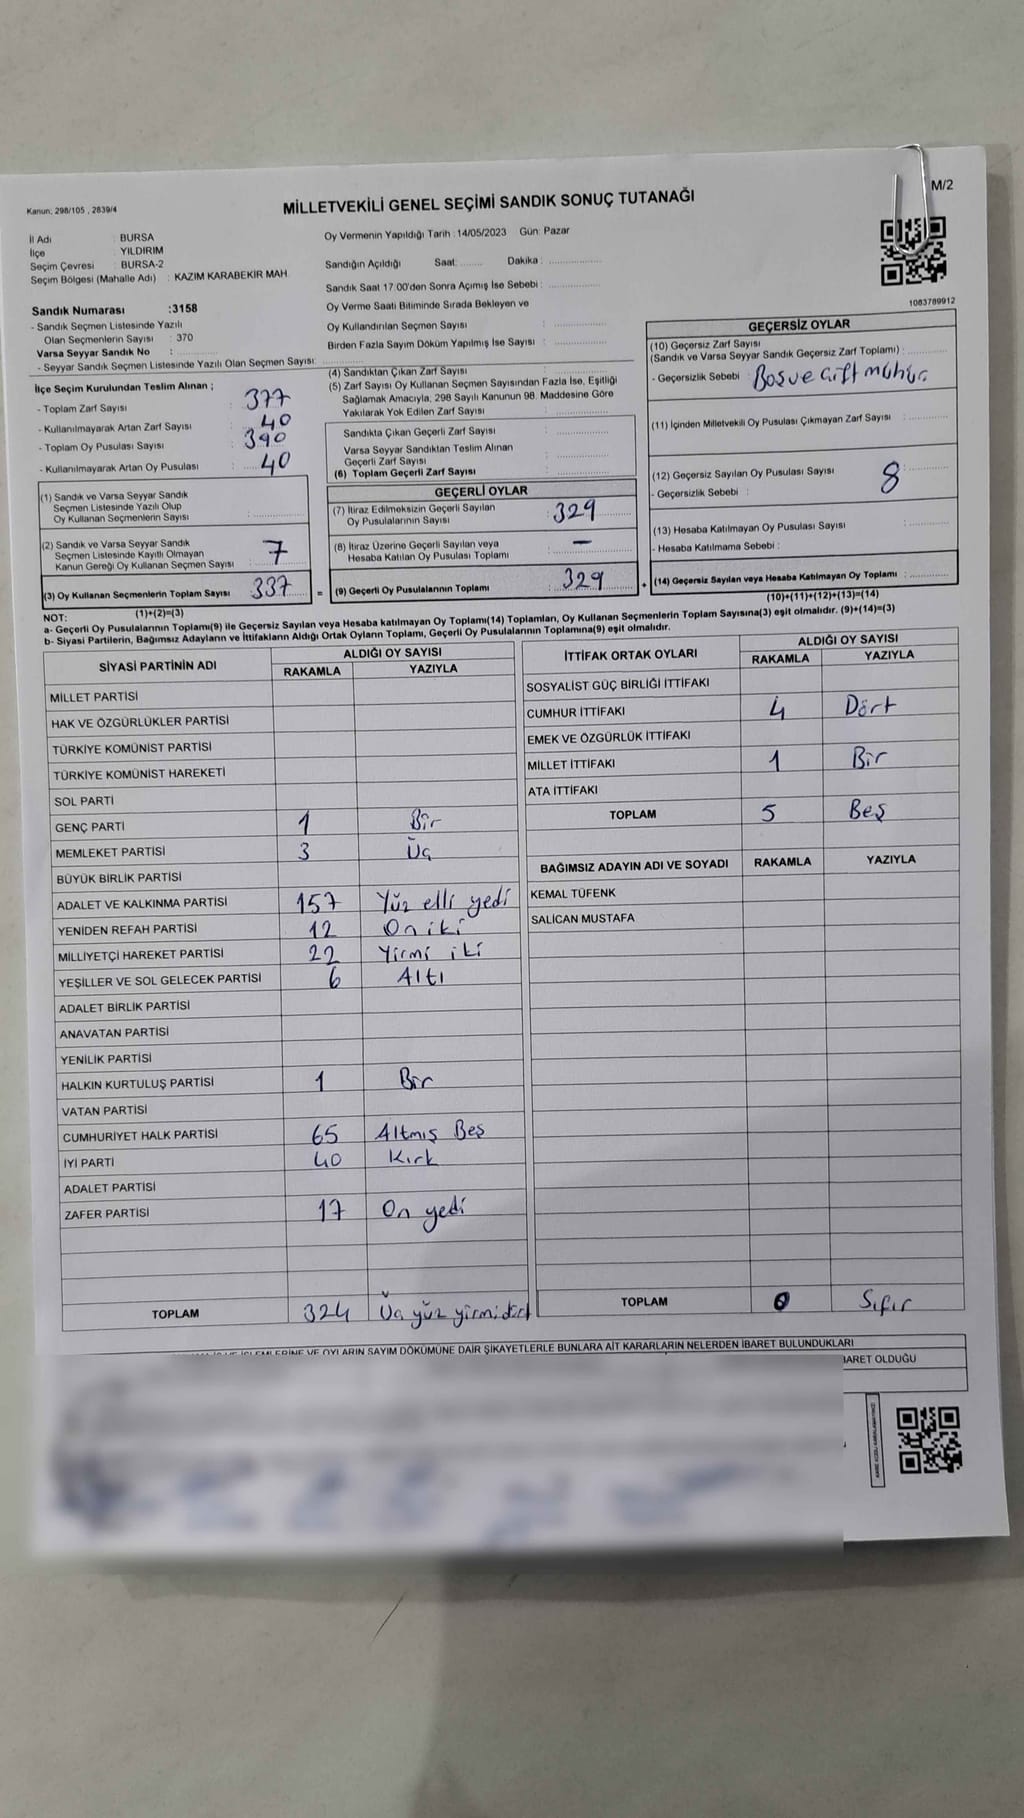 Kanun: 298/105 , 2839/4
MİLLETVEKİLİ GENEL SEÇİMİ SANDIK SONUÇ TUTANAĞI
M/2
İl Adı : BURSA
İlçe : YILDIRIM
Seçim Çevresi : BURSA-2
Seçim Bölgesi (Mahalle Adı) : KAZIM KARABEKİR MAH.
Oy Vermenin Yapıldığı Tarih :14/05/2023 Gün: Pazar
Sandığın Açıldığı Saat: ........ Dakika : ................
Sandık Saat 17.00'den Sonra Açımış İse Sebebi : ................
Oy Verme Saati Bitiminde Sırada Bekleyen ve
Oy Kullandırılan Seçmen Sayısı : ................
Birden Fazla Sayım Döküm Yapılmış İse Sayısı : ................
1083789912
Sandık Numarası :3158
- Sandık Seçmen Listesinde Yazılı
Olan Seçmenlerin Sayısı : 370
Varsa Seyyar Sandık No :
- Seyyar Sandık Seçmen Listesinde Yazılı Olan Seçmen Sayısı: ................
İlçe Seçim Kurulundan Teslim Alınan ;
- Toplam Zarf Sayısı : 377
- Kullanılmayarak Artan Zarf Sayısı : 40
- Toplam Oy Pusulası Sayısı : 390
- Kullanılmayarak Artan Oy Pusulası : 40
(1) Sandık ve Varsa Seyyar Sandık
Seçmen Listesinde Yazılı Olup
Oy Kullanan Seçmenlerin Sayısı : ................
(2) Sandık ve Varsa Seyyar Sandık
Seçmen Listesinde Kayıtlı Olmayan
Kanun Gereği Oy Kullanan Seçmen Sayısı : 7
(3) Oy Kullanan Seçmenlerin Toplam Sayısı 337
(1)+(2)=(3)
(4) Sandıktan Çıkan Zarf Sayısı : ................
(5) Zarf Sayısı Oy Kullanan Seçmen Sayısından Fazla İse, Eşitliği
Sağlamak Amacıyla, 298 Sayılı Kanunun 98. Maddesine Göre
Yakılarak Yok Edilen Zarf Sayısı : ................
Sandıkta Çıkan Geçerli Zarf Sayısı : ................
Varsa Seyyar Sandıktan Teslim Alınan
Geçerli Zarf Sayısı : ................
(6) Toplam Geçerli Zarf Sayısı : ................
GEÇERLİ OYLAR
(7) İtiraz Edilmeksizin Geçerli Sayılan
Oy Pusulalarının Sayısı : 329
(8) İtiraz Üzerine Geçerli Sayılan veya
Hesaba Katılan Oy Pusulası Toplamı : –
= (9) Geçerli Oy Pusulalarının Toplamı : 329
GEÇERSİZ OYLAR
(10) Geçersiz Zarf Sayısı
(Sandık ve Varsa Seyyar Sandık Geçersiz Zarf Toplamı) : ................
- Geçersizlik Sebebi : Boş ve çift mühür
(11) İçinden Milletvekili Oy Pusulası Çıkmayan Zarf Sayısı : ................
(12) Geçersiz Sayılan Oy Pusulası Sayısı : 8
- Geçersizlik Sebebi :
(13) Hesaba Katılmayan Oy Pusulası Sayısı : ................
- Hesaba Katılmama Sebebi :
+ (14) Geçersiz Sayılan veya Hesaba Katılmayan Oy Toplamı : ................
(10)+(11)+(12)+(13)=(14)
NOT:
a- Geçerli Oy Pusulalarının Toplamı(9) ile Geçersiz Sayılan veya Hesaba Katılmayan Oy Toplamı(14) Toplamları, Oy Kullanan Seçmenlerin Toplam Sayısına(3) eşit olmalıdır. (9)+(14)=(3)
b- Siyasi Partilerin, Bağımsız Adayların ve İttifakların Aldığı Ortak Oyların Toplamı, Geçerli Oy Pusulalarının Toplamına(9) eşit olmalıdır.
SİYASİ PARTİNİN ADI
ALDIĞI OY SAYISI
RAKAMLA YAZIYLA
MİLLET PARTİSİ
HAK VE ÖZGÜRLÜKLER PARTİSİ
TÜRKİYE KOMÜNİST PARTİSİ
TÜRKİYE KOMÜNİST HAREKETİ
SOL PARTİ
GENÇ PARTİ 1 Bir
MEMLEKET PARTİSİ 3 Üç
BÜYÜK BİRLİK PARTİSİ
ADALET VE KALKINMA PARTİSİ 157 Yüz elli yedi
YENİDEN REFAH PARTİSİ 12 On iki
MİLLİYETÇİ HAREKET PARTİSİ 22 Yirmi iki
YEŞİLLER VE SOL GELECEK PARTİSİ 6 Altı
ADALET BİRLİK PARTİSİ
ANAVATAN PARTİSİ
YENİLİK PARTİSİ
HALKIN KURTULUŞ PARTİSİ 1 Bir
VATAN PARTİSİ
CUMHURİYET HALK PARTİSİ 65 Altmış Beş
İYİ PARTİ 40 Kırk
ADALET PARTİSİ
ZAFER PARTİSİ 17 On yedi
TOPLAM 324 Üç yüz yirmidört
İTTİFAK ORTAK OYLARI
ALDIĞI OY SAYISI
RAKAMLA YAZIYLA
SOSYALİST GÜÇ BİRLİĞİ İTTİFAKI
CUMHUR İTTİFAKI 4 Dört
EMEK VE ÖZGÜRLÜK İTTİFAKI
MİLLET İTTİFAKI 1 Bir
ATA İTTİFAKI
TOPLAM 5 Beş
BAĞIMSIZ ADAYIN ADI VE SOYADI RAKAMLA YAZIYLA
KEMAL TÜFENK
SALİCAN MUSTAFA
TOPLAM 0 Sıfır
VE OYLARIN SAYIM DÖKÜMÜNE DAİR ŞİKAYETLERLE BUNLARA AİT KARARLARIN NELERDEN İBARET BULUNDUKLARI
İBARET OLDUĞU